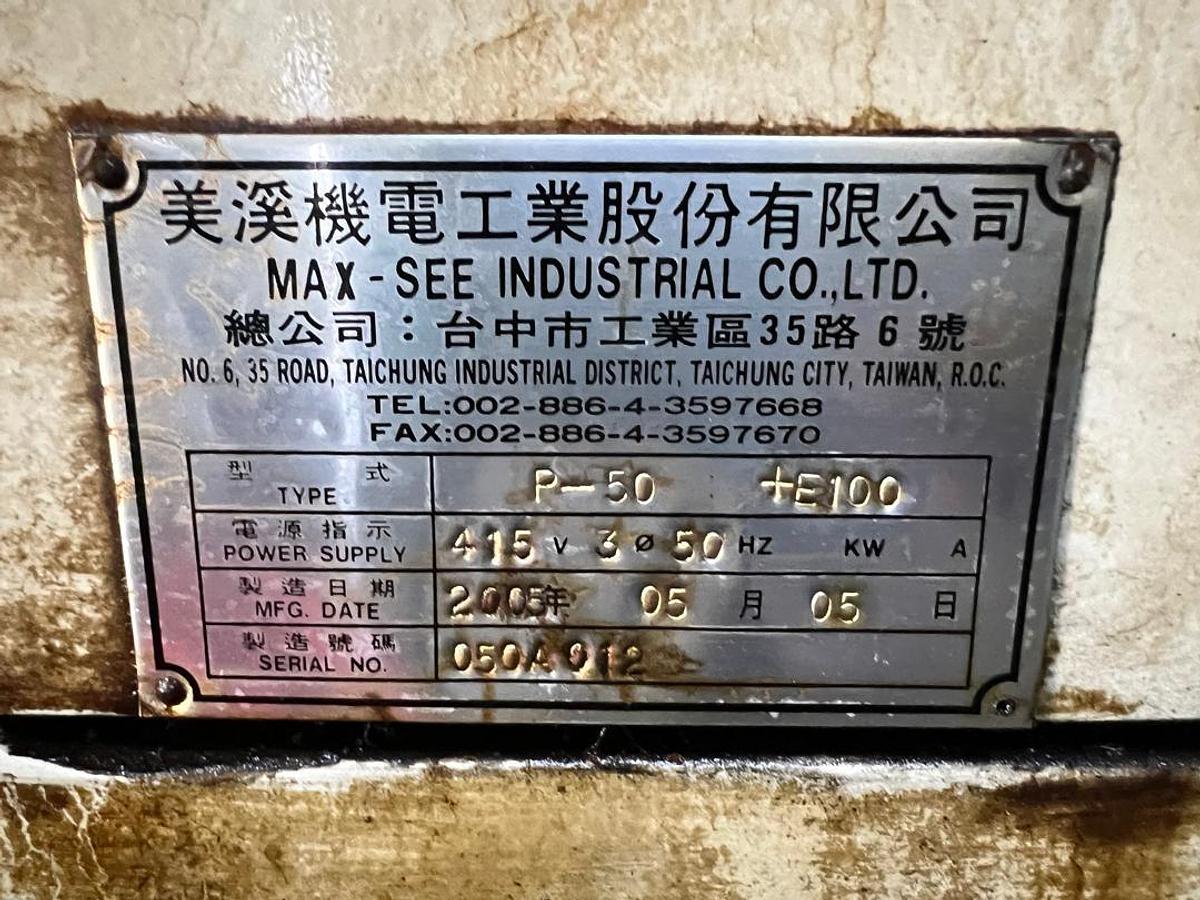 美溪機電工業股份有限公司
MAX-SEE INDUSTRIAL CO.,LTD.
總公司：台中市工業區35路6號
NO. 6, 35 ROAD, TAICHUNG INDUSTRIAL DISTRICT, TAICHUNG CITY, TAIWAN, R.O.C.
TEL:002-886-4-3597668
FAX:002-886-4-3597670
型式 TYPE P-50 +E100
電源指示 POWER SUPPLY 415 V 3 ø 50 HZ KW A
製造日期 MFG. DATE 2005年 05 月 05 日
製造號碼 SERIAL NO. 050A012